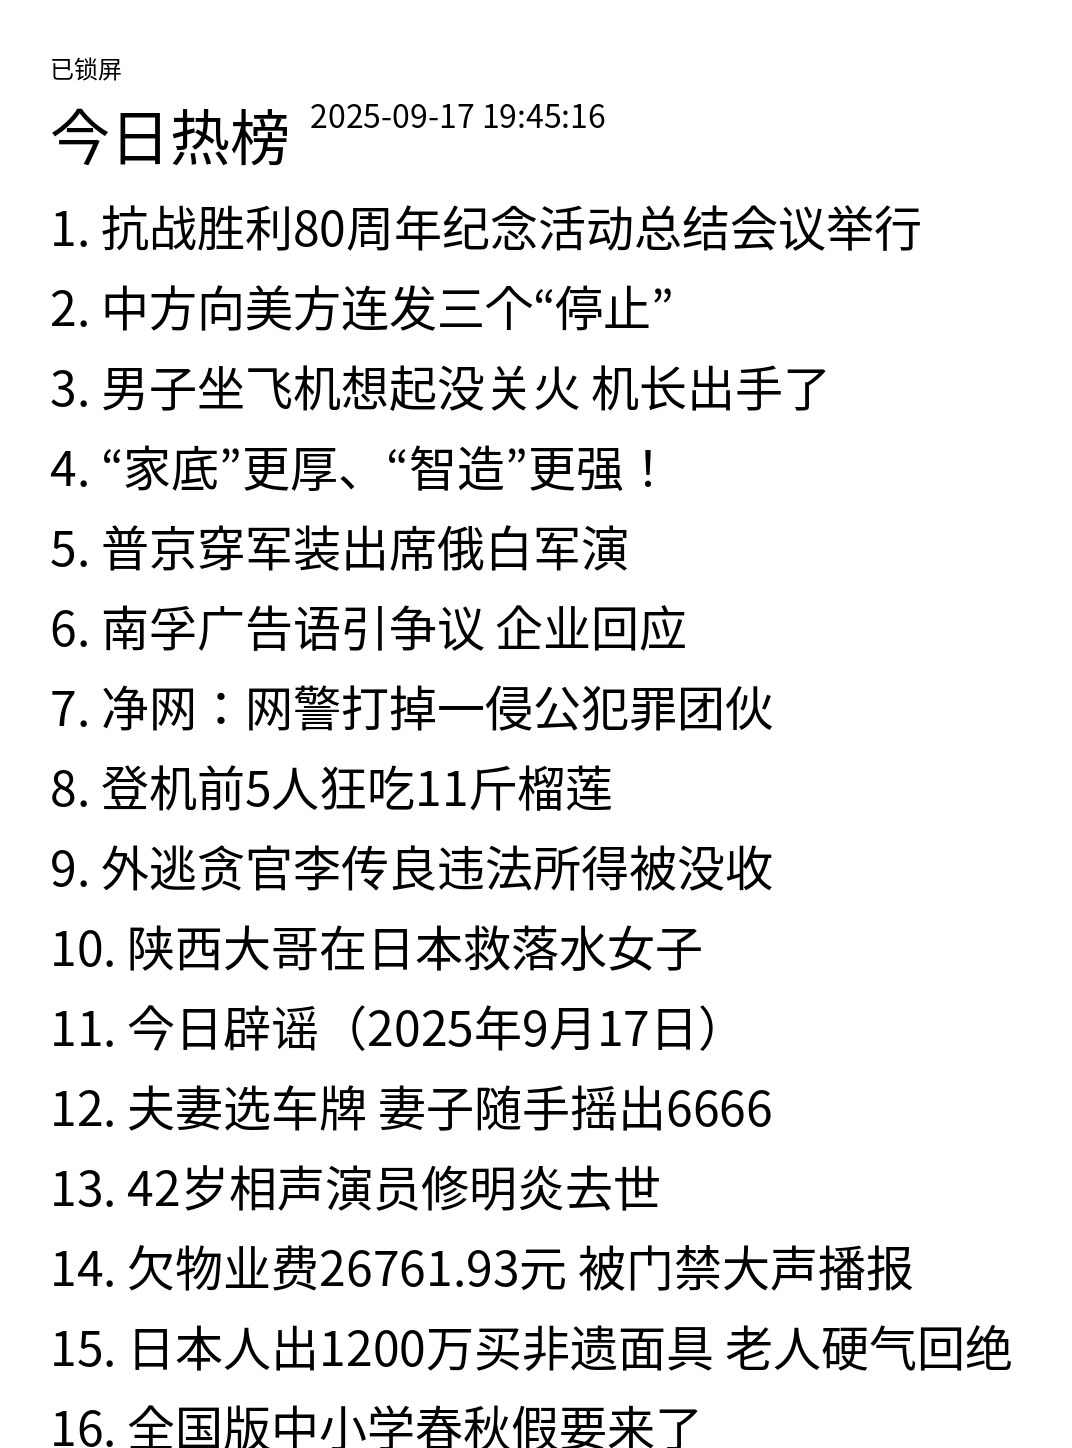 已锁屏
今日热榜 2025-09-17 19:45:16
1. 抗战胜利80周年纪念活动总结会议举行
2. 中方向美方连发三个“停止”
3. 男子坐飞机想起没关火 机长出手了
4. “家底”更厚、“智造”更强！
5. 普京穿军装出席俄白军演
6. 南孚广告语引争议 企业回应
7. 净网：网警打掉一侵公犯罪团伙
8. 登机前5人狂吃11斤榴莲
9. 外逃贪官李传良违法所得被没收
10. 陕西大哥在日本救落水女子
11. 今日辟谣（2025年9月17日）
12. 夫妻选车牌 妻子随手摇出6666
13. 42岁相声演员修明炎去世
14. 欠物业费26761.93元 被门禁大声播报
15. 日本人出1200万买非遗面具 老人硬气回绝
16. 全国版中小学春秋假要来了